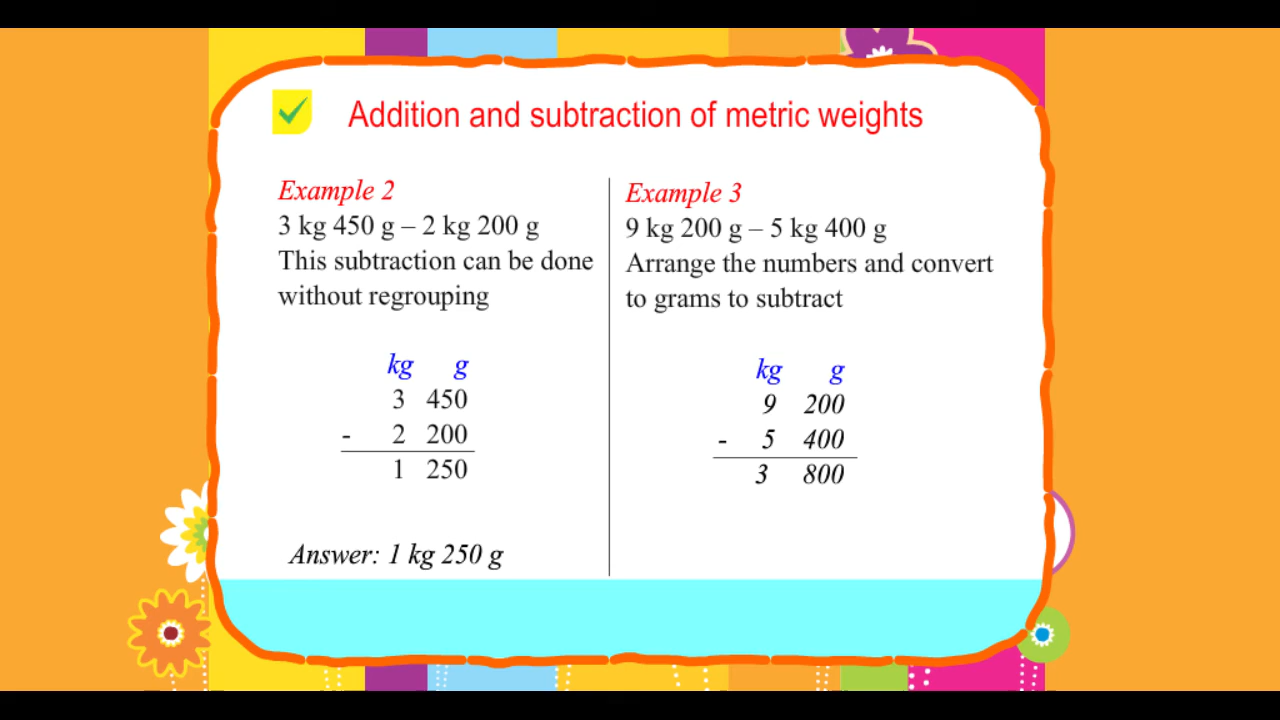 Addition and subtraction of metric weights
Example 2
3 kg 450 g – 2 kg 200 g
This subtraction can be done
without regrouping
kg g
3 450
- 2 200
1 250
Answer: 1 kg 250 g
Example 3
9 kg 200 g – 5 kg 400 g
Arrange the numbers and convert
to grams to subtract
kg g
9 200
- 5 400
3 800